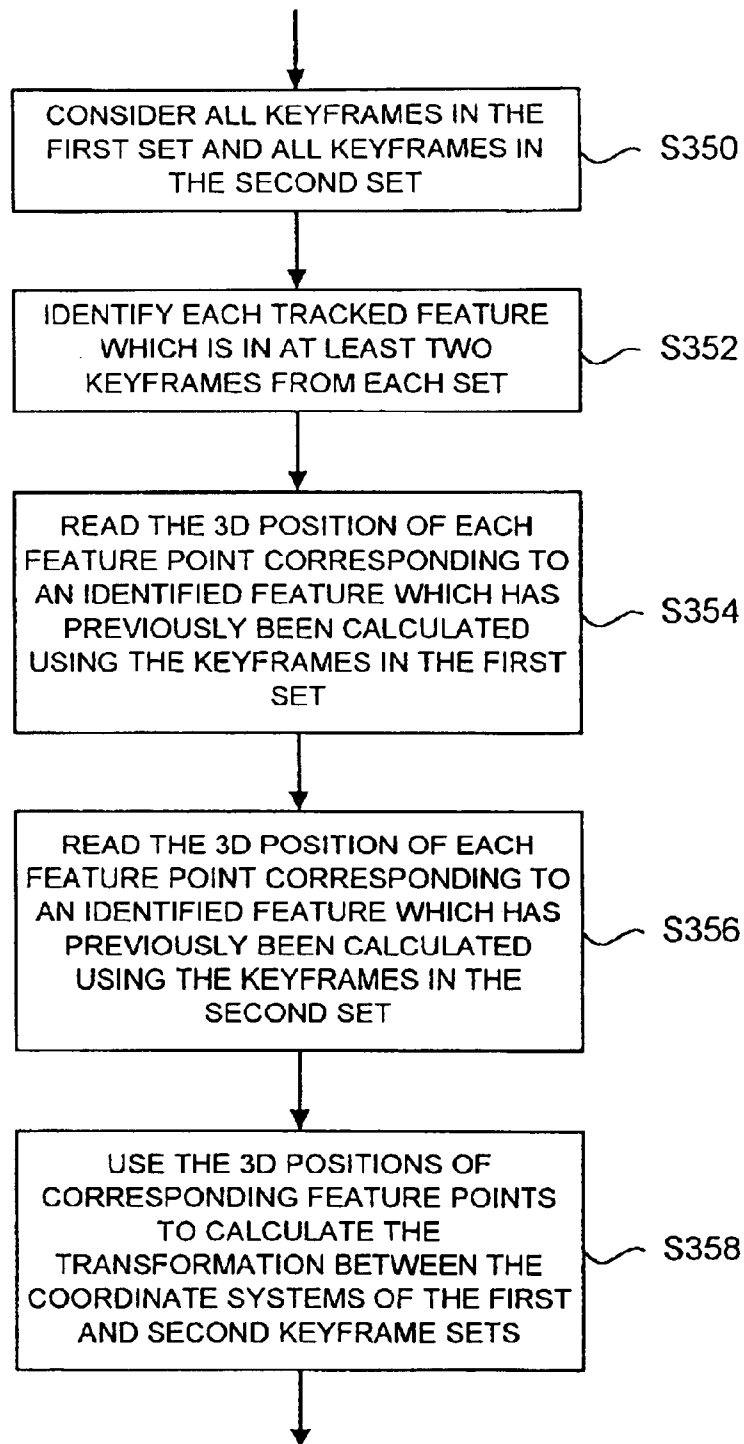 CONSIDER ALL KEYFRAMES IN THE
FIRST SET AND ALL KEYFRAMES IN
THE SECOND SET
S350
IDENTIFY EACH TRACKED FEATURE
WHICH IS IN AT LEAST TWO
KEYFRAMES FROM EACH SET
S352
READ THE 3D POSITION OF EACH
FEATURE POINT CORRESPONDING TO
AN IDENTIFIED FEATURE WHICH HAS
PREVIOUSLY BEEN CALCULATED
USING THE KEYFRAMES IN THE FIRST
SET
S354
READ THE 3D POSITION OF EACH
FEATURE POINT CORRESPONDING TO
AN IDENTIFIED FEATURE WHICH HAS
PREVIOUSLY BEEN CALCULATED
USING THE KEYFRAMES IN THE
SECOND SET
S356
USE THE 3D POSITIONS OF
CORRESPONDING FEATURE POINTS
TO CALCULATE THE
TRANSFORMATION BETWEEN THE
COORDINATE SYSTEMS OF THE FIRST
AND SECOND KEYFRAME SETS
S358